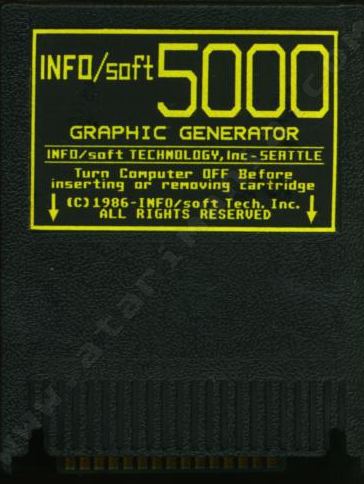 INFO/soft 5000
GRAPHIC GENERATOR
INFO/soft TECHNOLOGY, Inc - SEATTLE
Turn Computer OFF Before
inserting or removing cartridge
(C)1986-INFO/soft Tech. Inc.
ALL RIGHTS RESERVED